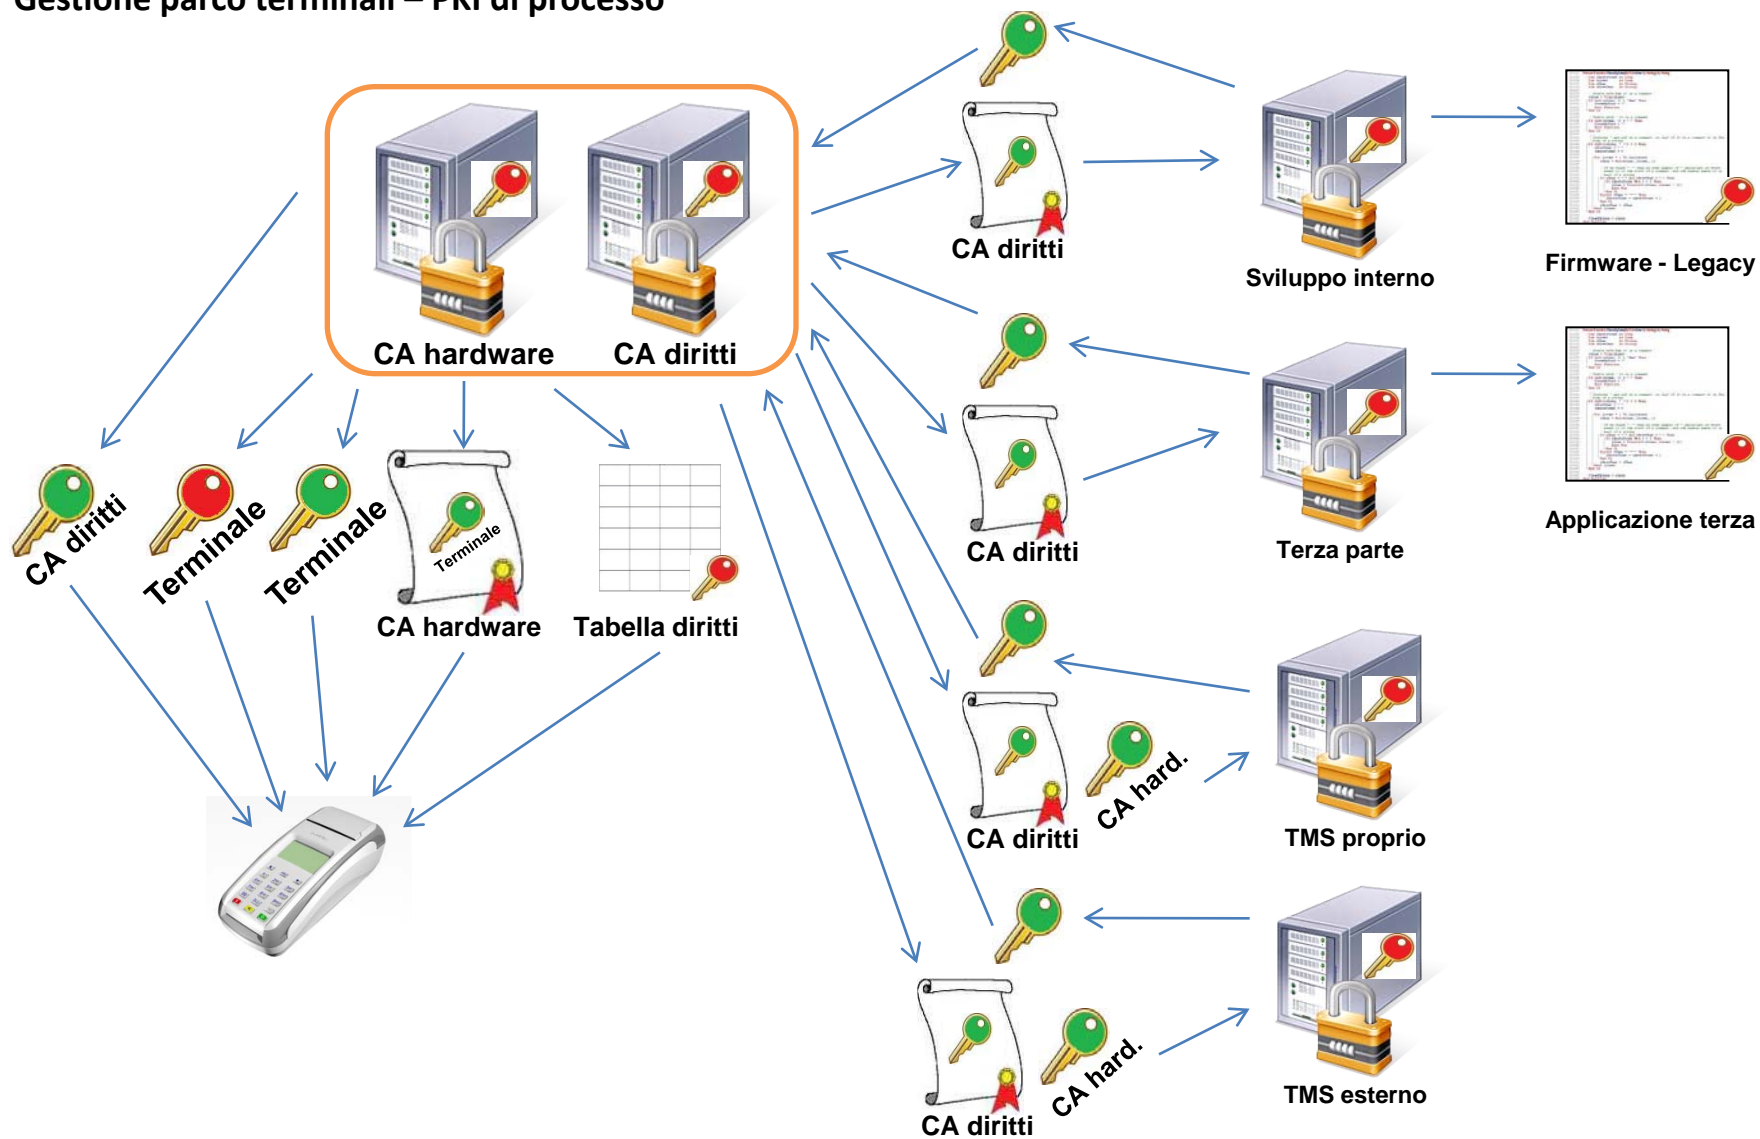 Gestione parco terminali – PKI di processo
CA diritti
Sviluppo interno
Firmware - Legacy
CA hardware
CA diritti
CA diritti
Terminale
Terminale
Terminale
CA hardware
Tabella diritti
CA diritti
Terza parte
Applicazione terza
CA diritti
CA hard.
TMS proprio
CA diritti
CA hard.
TMS esterno